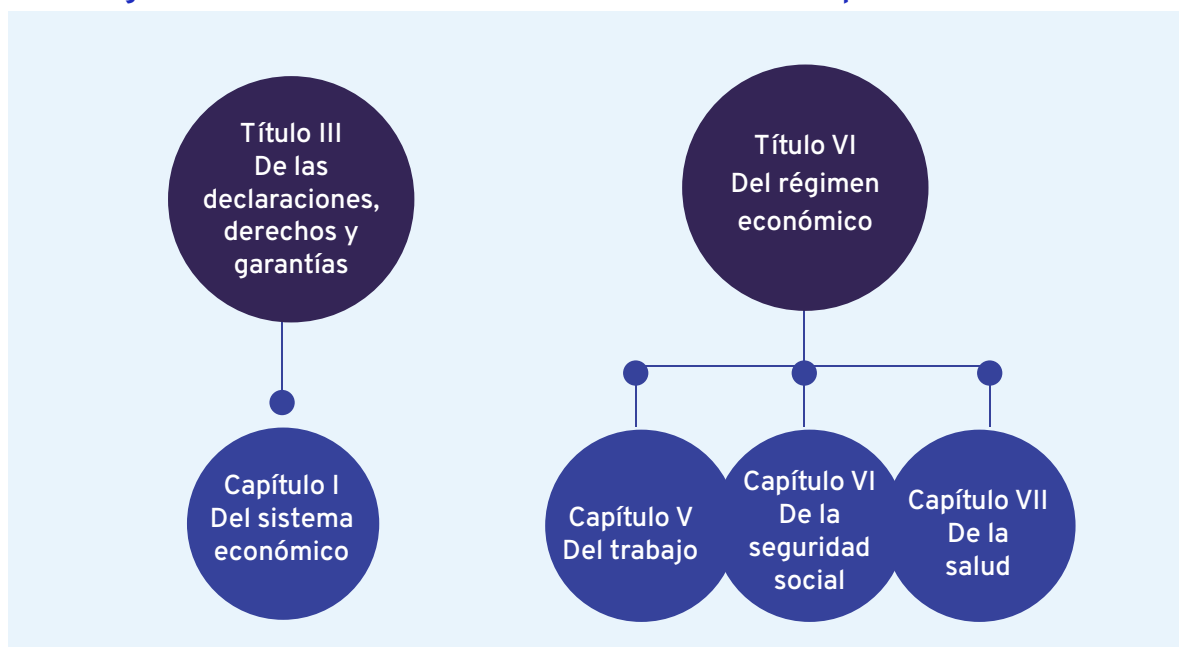 Título III
De las
declaraciones,
derechos y
garantías
Título VI
Del régimen
económico
Capítulo I
Del sistema
económico
Capítulo V
Del trabajo
Capítulo VI
De la
seguridad
social
Capítulo VII
De la
salud